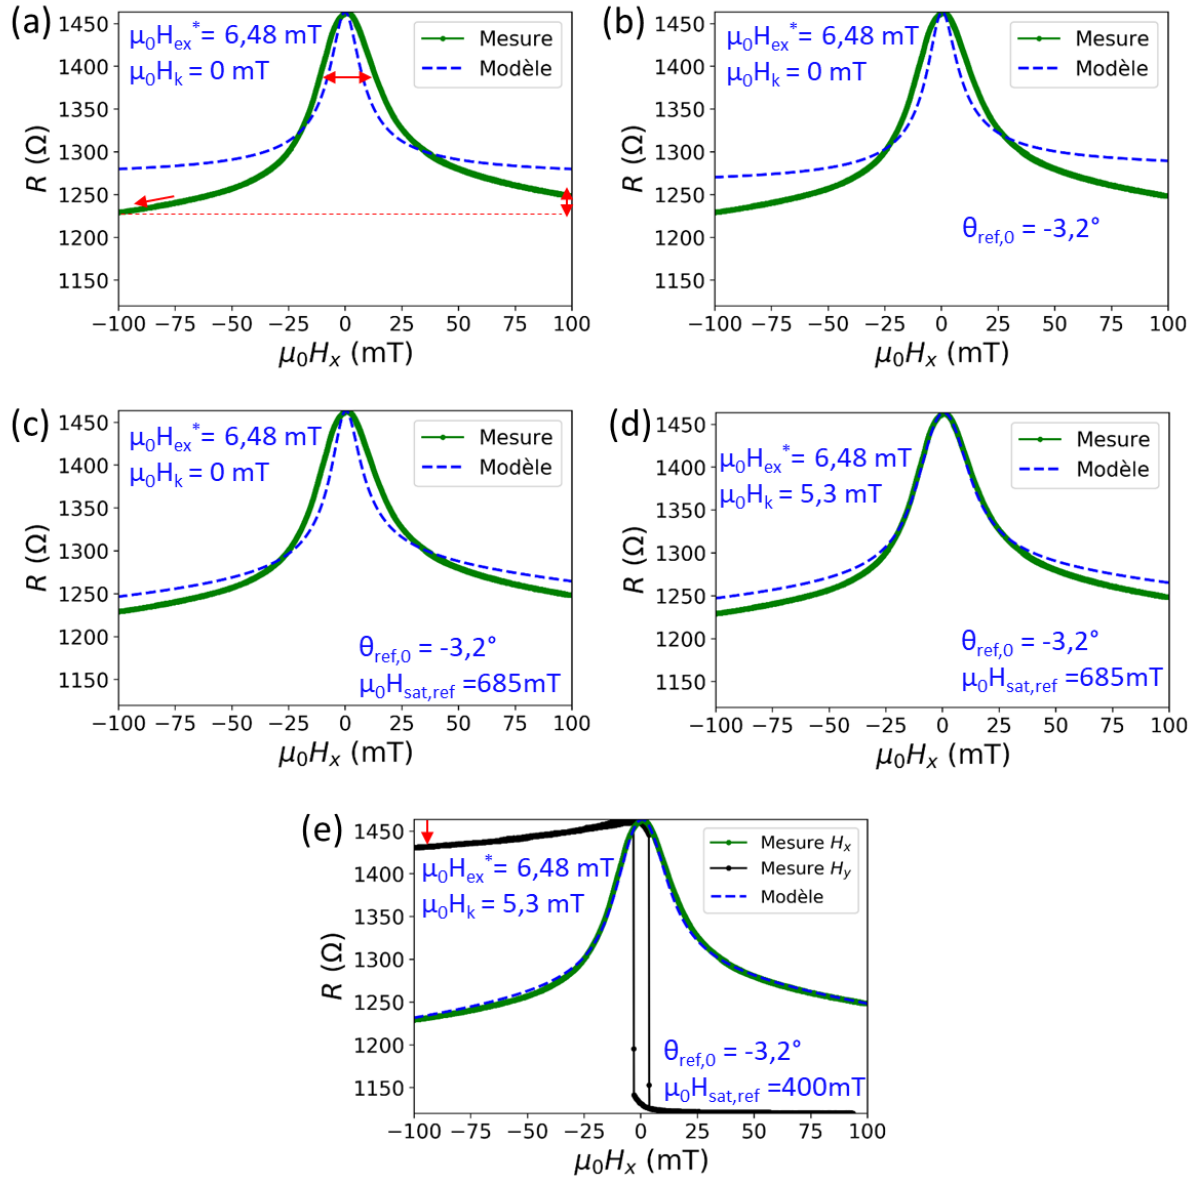 (a)
1450
1400
1350
1300
1250
1200
1150
R (Ω)
μ₀Hₑₓ* = 6,48 mT
μ₀Hₖ = 0 mT
Mesure
Modèle
−100 −75 −50 −25 0 25 50 75 100
μ₀Hₓ (mT)
(b)
1450
1400
1350
1300
1250
1200
1150
R (Ω)
μ₀Hₑₓ* = 6,48 mT
μ₀Hₖ = 0 mT
Mesure
Modèle
θref,0 = -3,2°
−100 −75 −50 −25 0 25 50 75 100
μ₀Hₓ (mT)
(c)
1450
1400
1350
1300
1250
1200
1150
R (Ω)
μ₀Hₑₓ* = 6,48 mT
μ₀Hₖ = 0 mT
Mesure
Modèle
θref,0 = -3,2°
μ₀Hsat,ref =685mT
−100 −75 −50 −25 0 25 50 75 100
μ₀Hₓ (mT)
(d)
1450
1400
1350
1300
1250
1200
1150
R (Ω)
μ₀Hₑₓ* = 6,48 mT
μ₀Hₖ = 5,3 mT
Mesure
Modèle
θref,0 = -3,2°
μ₀Hsat,ref =685mT
−100 −75 −50 −25 0 25 50 75 100
μ₀Hₓ (mT)
(e)
1450
1400
1350
1300
1250
1200
1150
R (Ω)
μ₀Hₑₓ* = 6,48 mT
μ₀Hₖ = 5,3 mT
Mesure Hₓ
Mesure Hy
Modèle
θref,0 = -3,2°
μ₀Hsat,ref =400mT
−100 −75 −50 −25 0 25 50 75 100
μ₀Hₓ (mT)